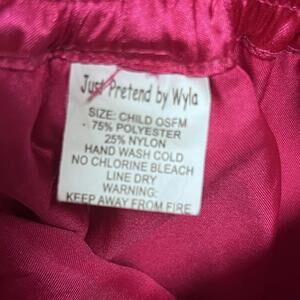 Just Pretend by Wyla
SIZE: CHILD OSFM
75% POLYESTER
25% NYLON
HAND WASH COLD
NO CHLORINE BLEACH
LINE DRY
WARNING:
KEEP AWAY FROM FIRE